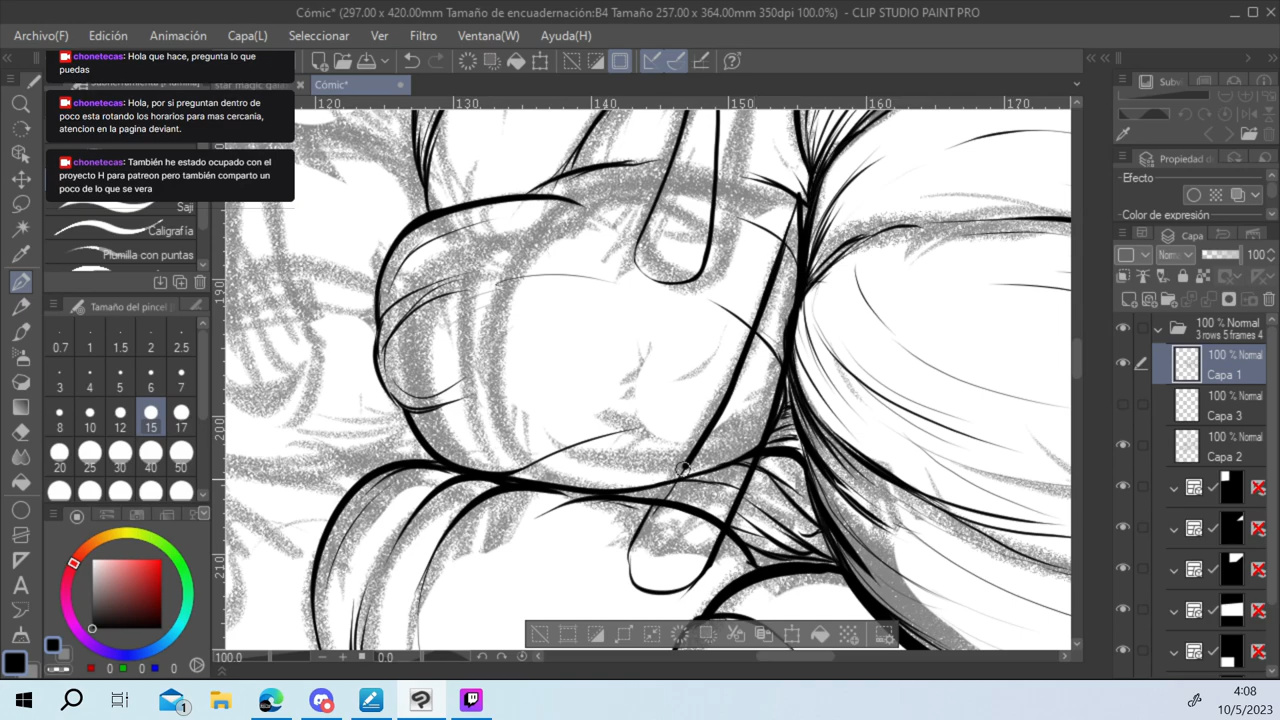 Cómic* (297.00 x 420.00mm Tamaño de encuadernación:B4 Tamaño 257.00 x 364.00mm 350dpi 100.0%) - CLIP STUDIO PAINT PRO
Archivo(F) Edición Animación Capa(L) Seleccionar Ver Filtro Ventana(W) Ayuda(H)
chonetecas: Hola que hace, pregunta lo que
puedas
chonetecas: Hola, por si preguntan dentro de
poco esta rotando los horarios para mas cercania,
atencion en la pagina deviant.
chonetecas: También he estado ocupado con el
proyecto H para patreon pero también comparto un
poco de lo que se vera
Cómic*
120 130 140 150 160 170
190
200
210
Saji
Caligrafía
Plumilla con puntas
Tamaño del pincel
0.7 1 1.5 2 2.5
3 4 5 6 7
8 10 12 15 17
20 25 30 40 50
0 0 0
100.0 0.0
Sub
Propiedad d
Efecto
Color de expresión
Capa
100
100 % Normal
3 rows 5 frames 4
100 % Normal
Capa 1
100 % Normal
Capa 3
100 % Normal
Capa 2
1
4:08
10/5/2023